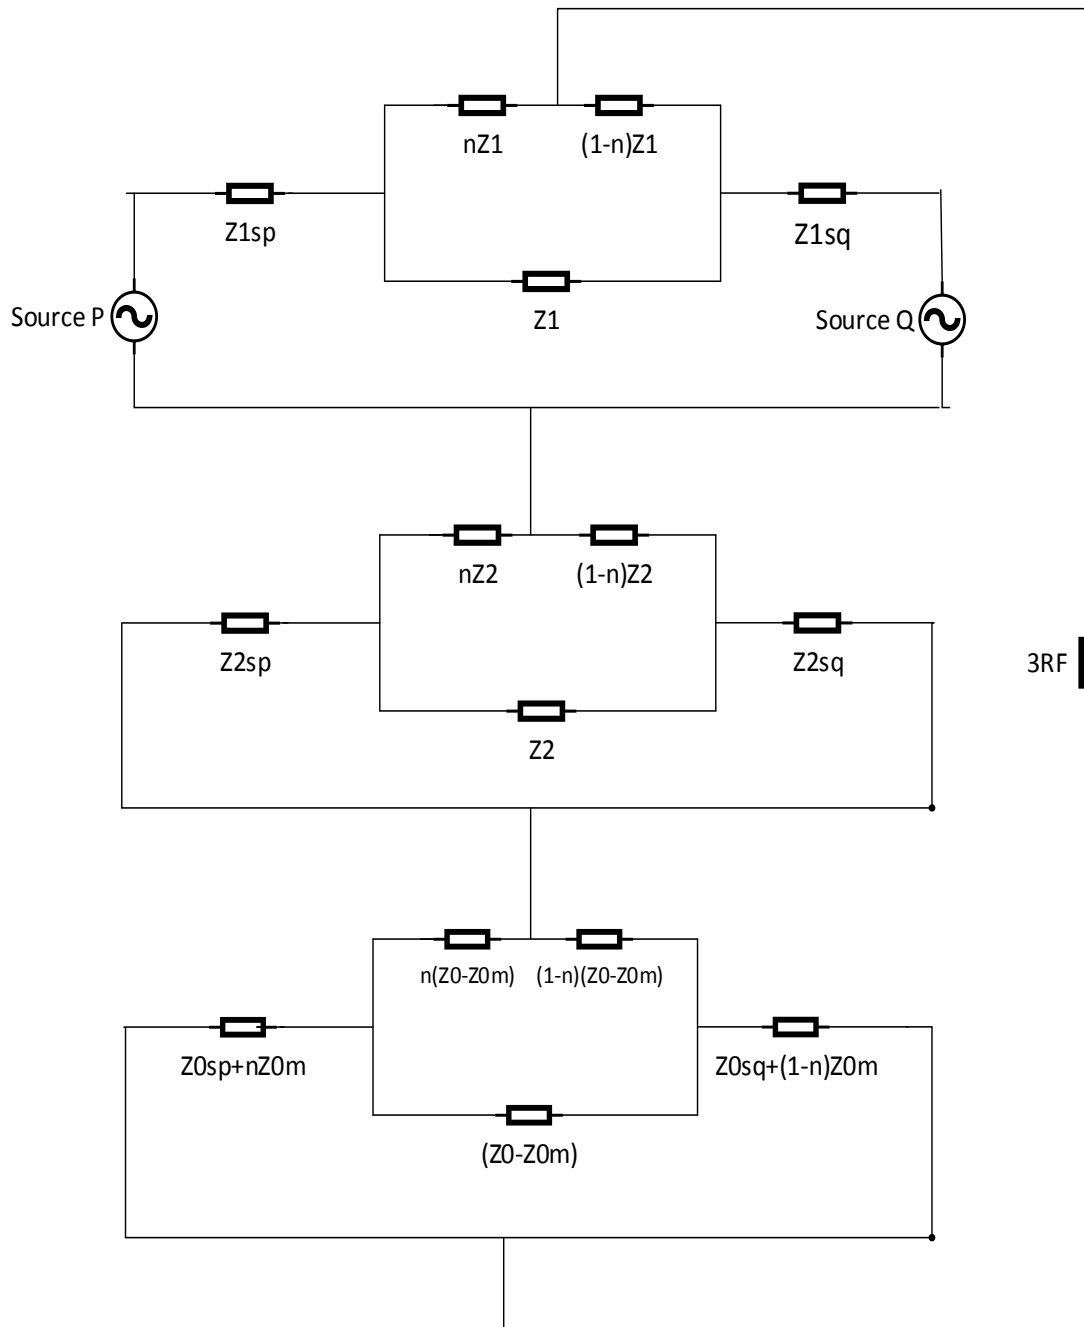 nZ1
(1-n)Z1
Z1sp
Z1sq
Z1
Source P
Source Q
nZ2
(1-n)Z2
Z2sp
Z2sq
3RF
Z2
n(Z0-Z0m)
(1-n)(Z0-Z0m)
Z0sp+nZ0m
Z0sq+(1-n)Z0m
(Z0-Z0m)